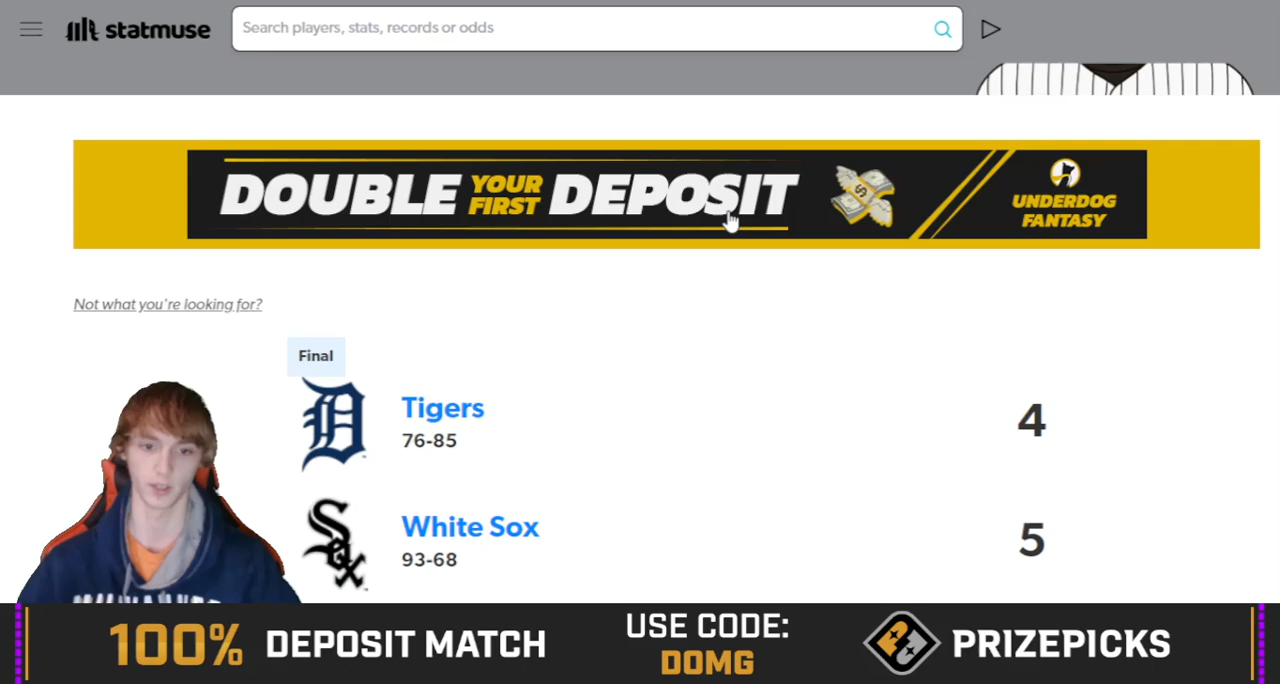 statmuse
Search players, stats, records or odds
DOUBLE YOUR FIRST DEPOSIT
UNDERDOG
FANTASY
Not what you're looking for?
Final
Tigers
4
76-85
White Sox
5
93-68
100% DEPOSIT MATCH
USE CODE:
DOMG
PRIZEPICKS